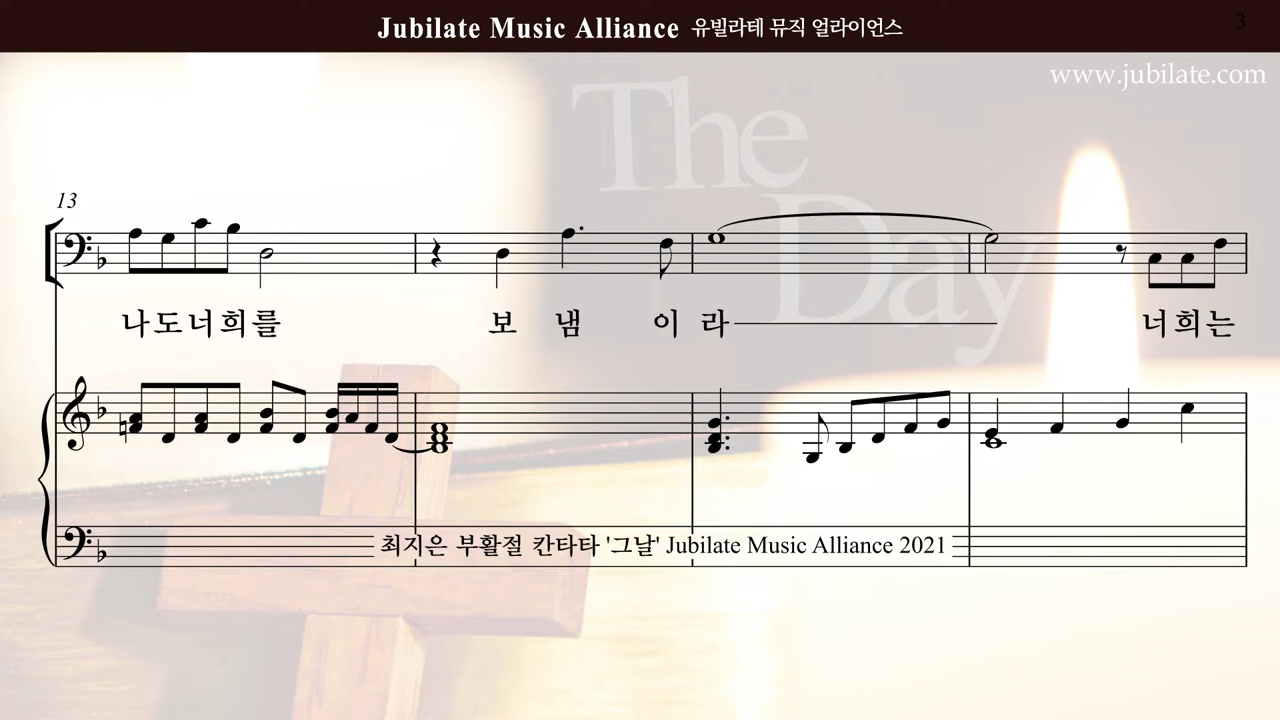 Jubilate Music Alliance 유빌라테 뮤직 얼라이언스
3
www.jubilate.com
The
Day
13
나도너희를 보냄이라 너희는
최지은 부활절 칸타타 '그날' Jubilate Music Alliance 2021